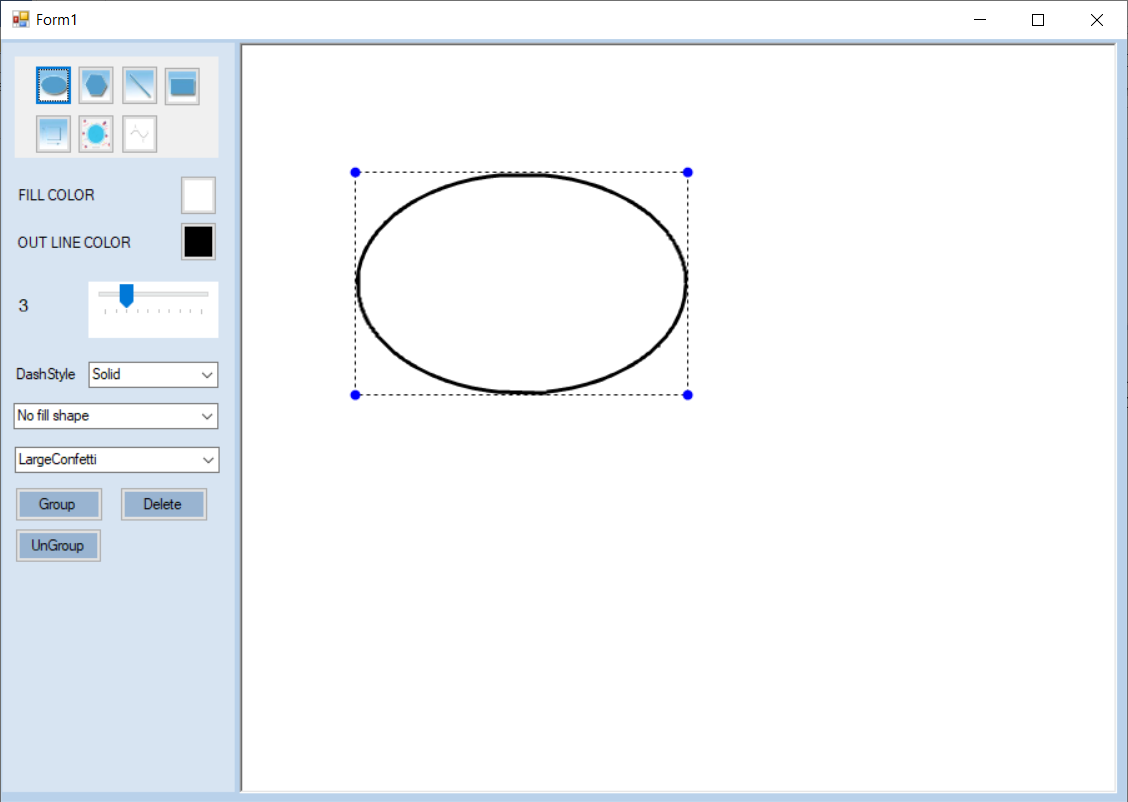 Form1
FILL COLOR
OUT LINE COLOR
3
DashStyle Solid
No fill shape
LargeConfetti
Group Delete
UnGroup